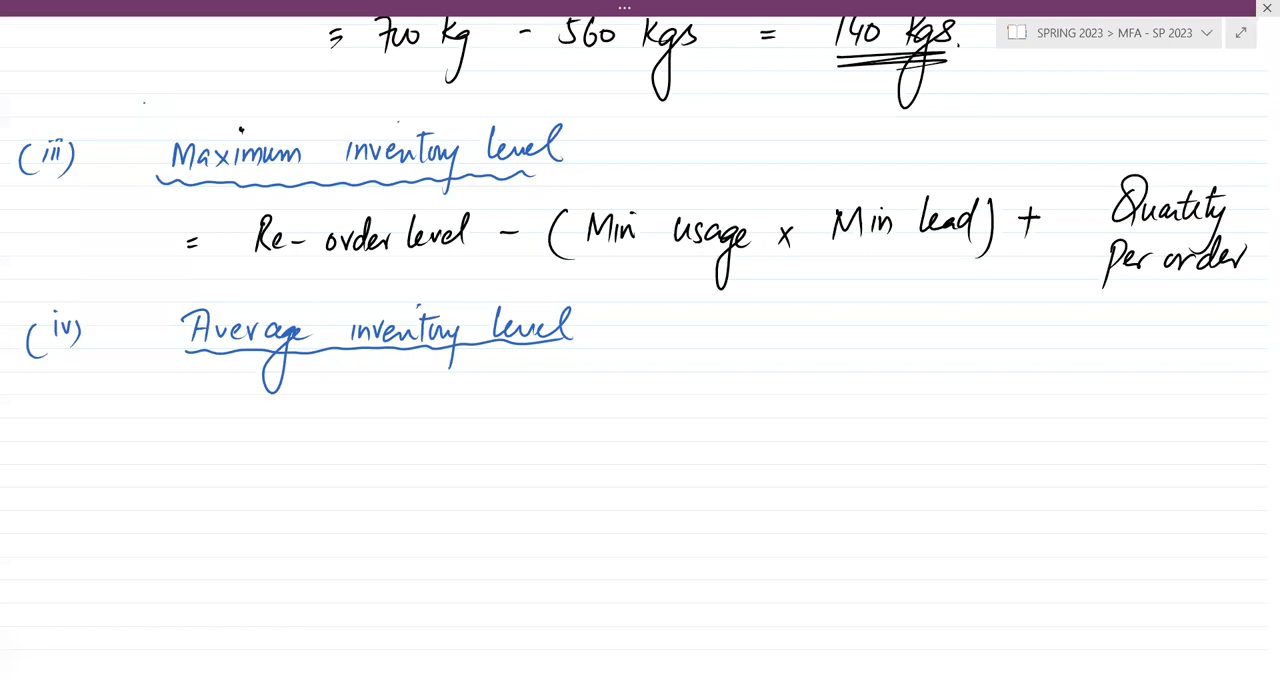 ...
SPRING 2023 > MFA - SP 2023
= 700 Kg - 560 Kgs = 140 Kgs.
(iii) Maximum inventory level
= Re-order level - (Min usage x Min lead) + Quantity Per order
(iv) Average inventory level